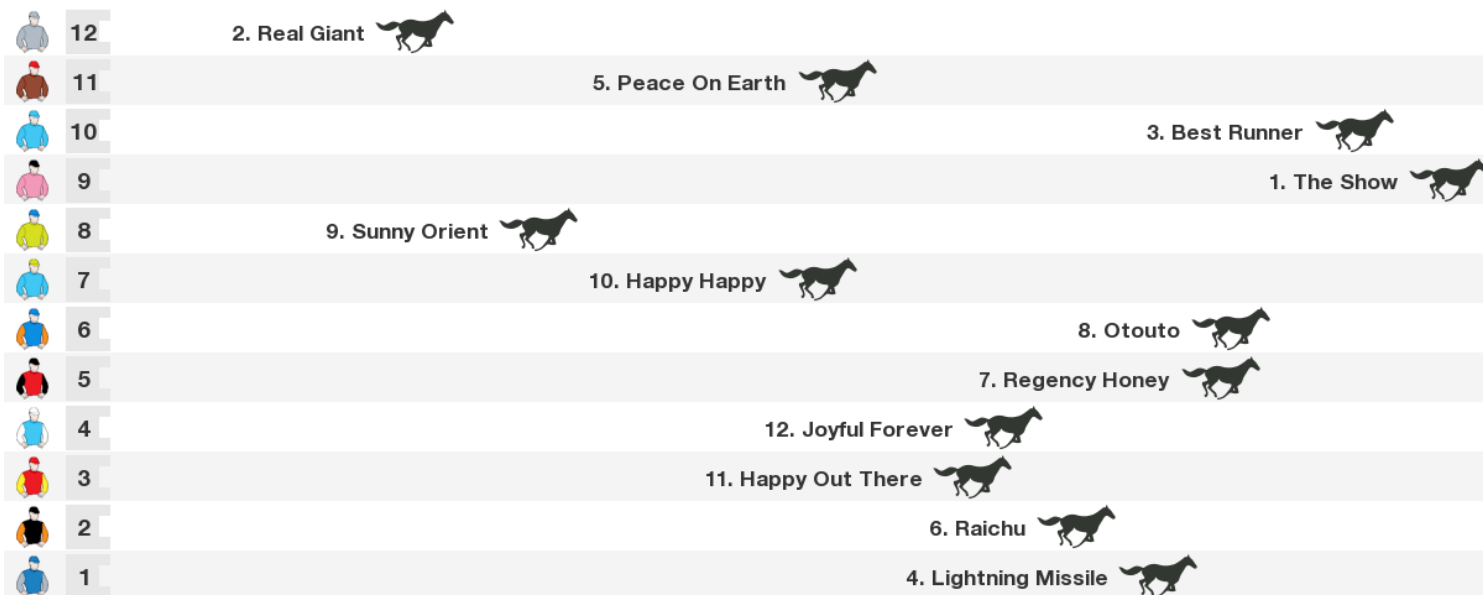 12 2. Real Giant
11 5. Peace On Earth
10 3. Best Runner
9 1. The Show
8 9. Sunny Orient
7 10. Happy Happy
6 8. Otouto
5 7. Regency Honey
4 12. Joyful Forever
3 11. Happy Out There
2 6. Raichu
1 4. Lightning Missile